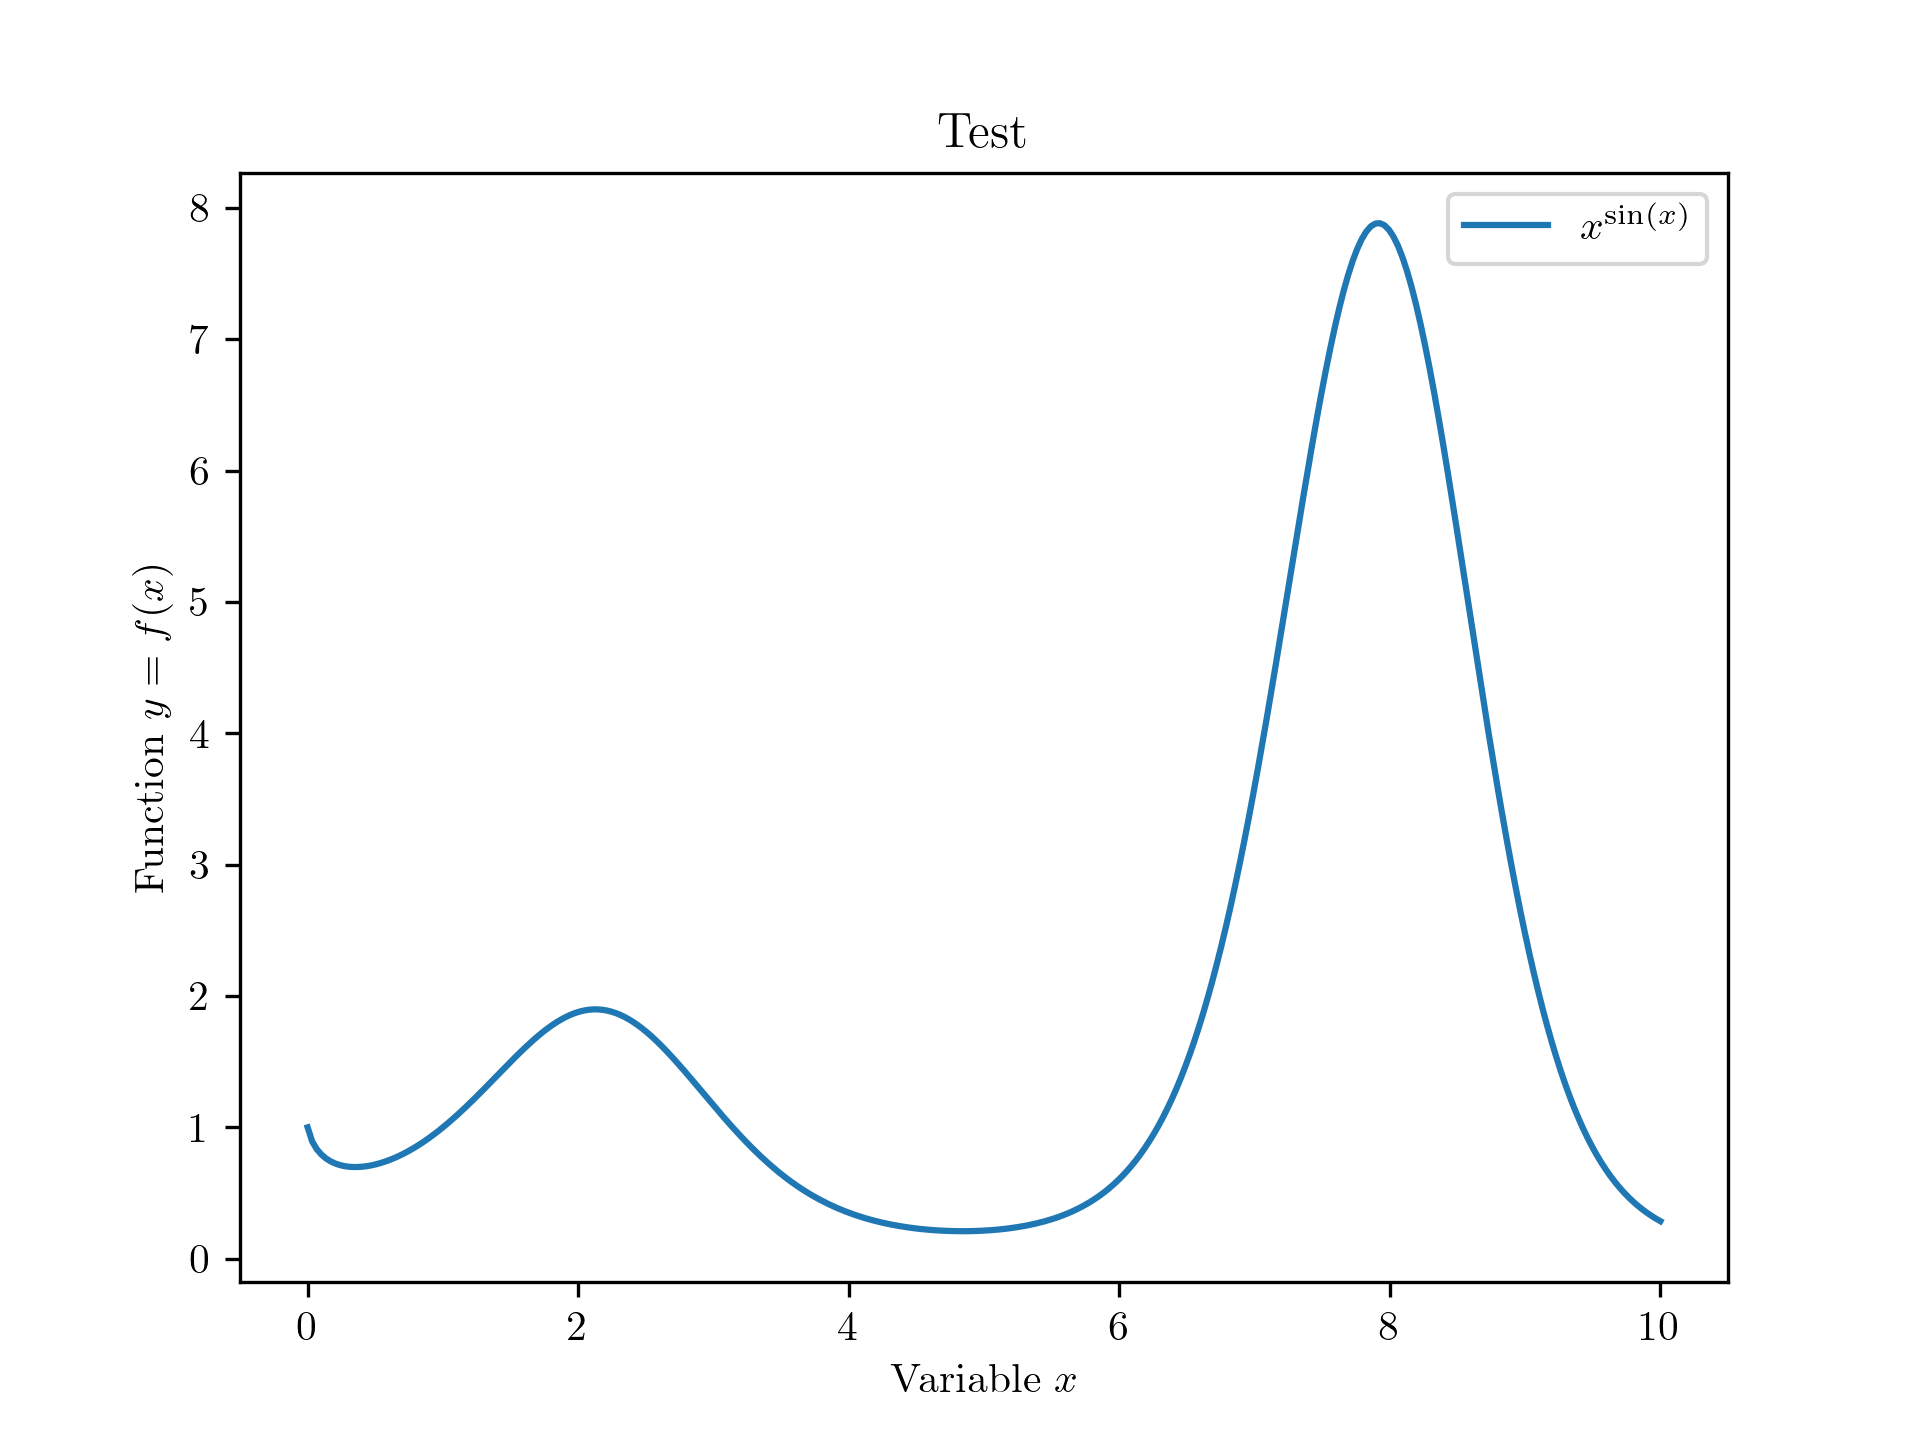 Test
x^{sin(x)}
8
7
6
5
4
3
2
1
0
Function y = f(x)
0 2 4 6 8 10
Variable x